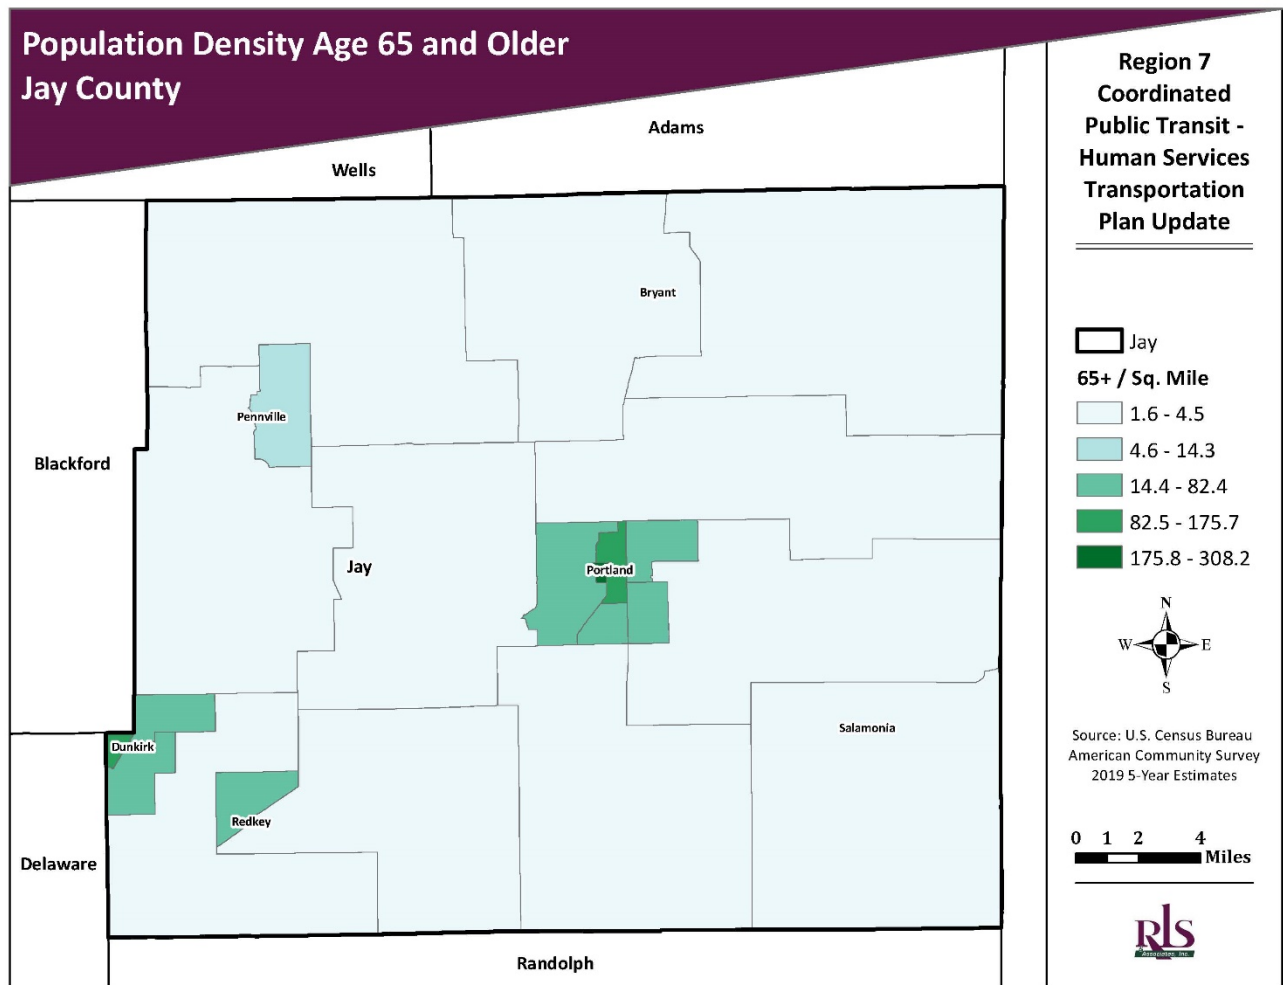 Population Density Age 65 and Older
Jay County
Region 7
Coordinated
Public Transit -
Human Services
Transportation
Plan Update
Adams
Wells
Bryant
Pennville
Blackford
Jay
Portland
Dunkirk
Salamonia
Redkey
Delaware
Randolph
Jay
65+ / Sq. Mile
1.6 - 4.5
4.6 - 14.3
14.4 - 82.4
82.5 - 175.7
175.8 - 308.2
N
W E
S
Source: U.S. Census Bureau
American Community Survey
2019 5-Year Estimates
0 1 2 4
Miles
RLS
& Associates, Inc.